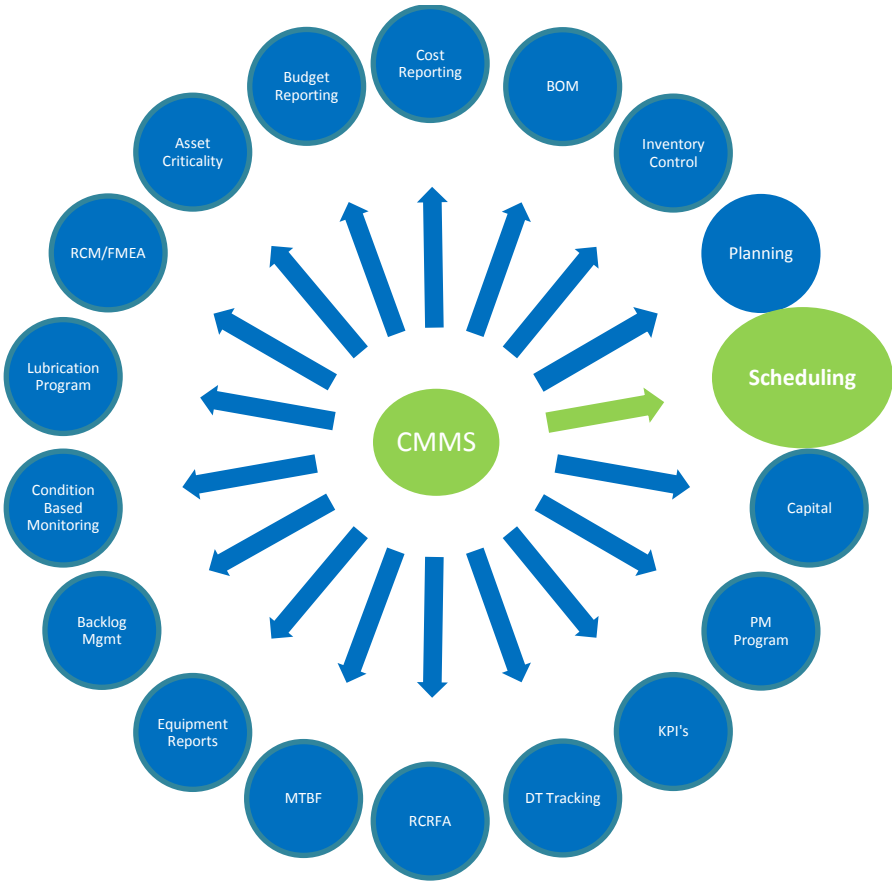 Cost
Reporting
BOM
Inventory
Control
Planning
Scheduling
Capital
PM
Program
KPI's
DT Tracking
RCRFA
MTBF
Equipment
Reports
Backlog
Mgmt
Condition
Based
Monitoring
Lubrication
Program
RCM/FMEA
Asset
Criticality
Budget
Reporting
CMMS